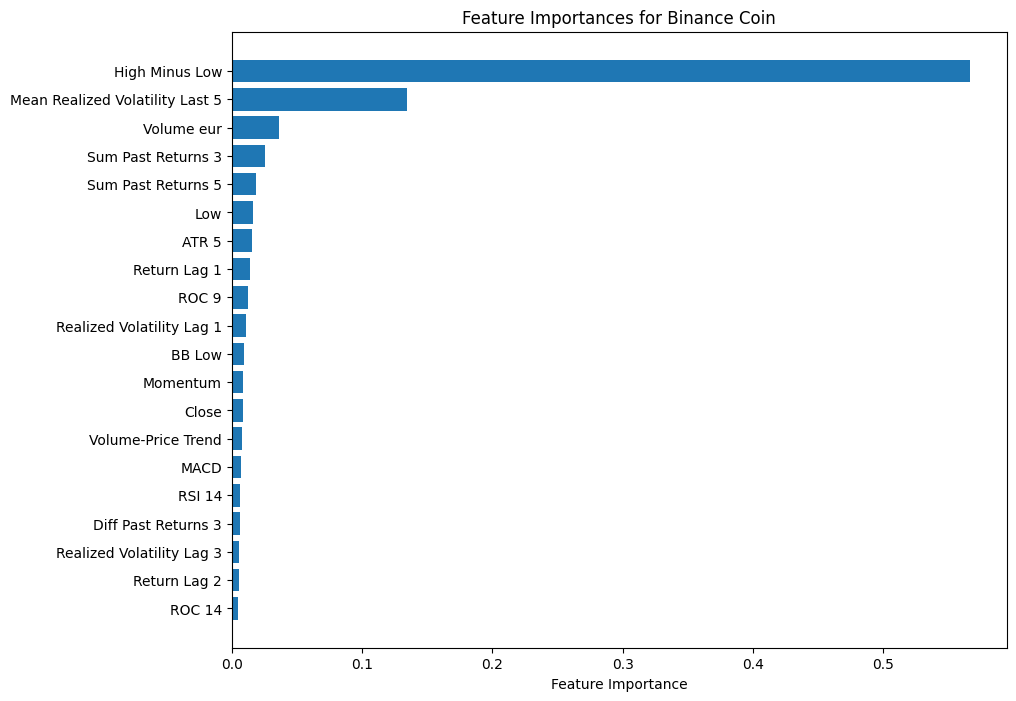 Feature Importances for Binance Coin
High Minus Low
Mean Realized Volatility Last 5
Volume eur
Sum Past Returns 3
Sum Past Returns 5
Low
ATR 5
Return Lag 1
ROC 9
Realized Volatility Lag 1
BB Low
Momentum
Close
Volume-Price Trend
MACD
RSI 14
Diff Past Returns 3
Realized Volatility Lag 3
Return Lag 2
ROC 14
0.0 0.1 0.2 0.3 0.4 0.5
Feature Importance